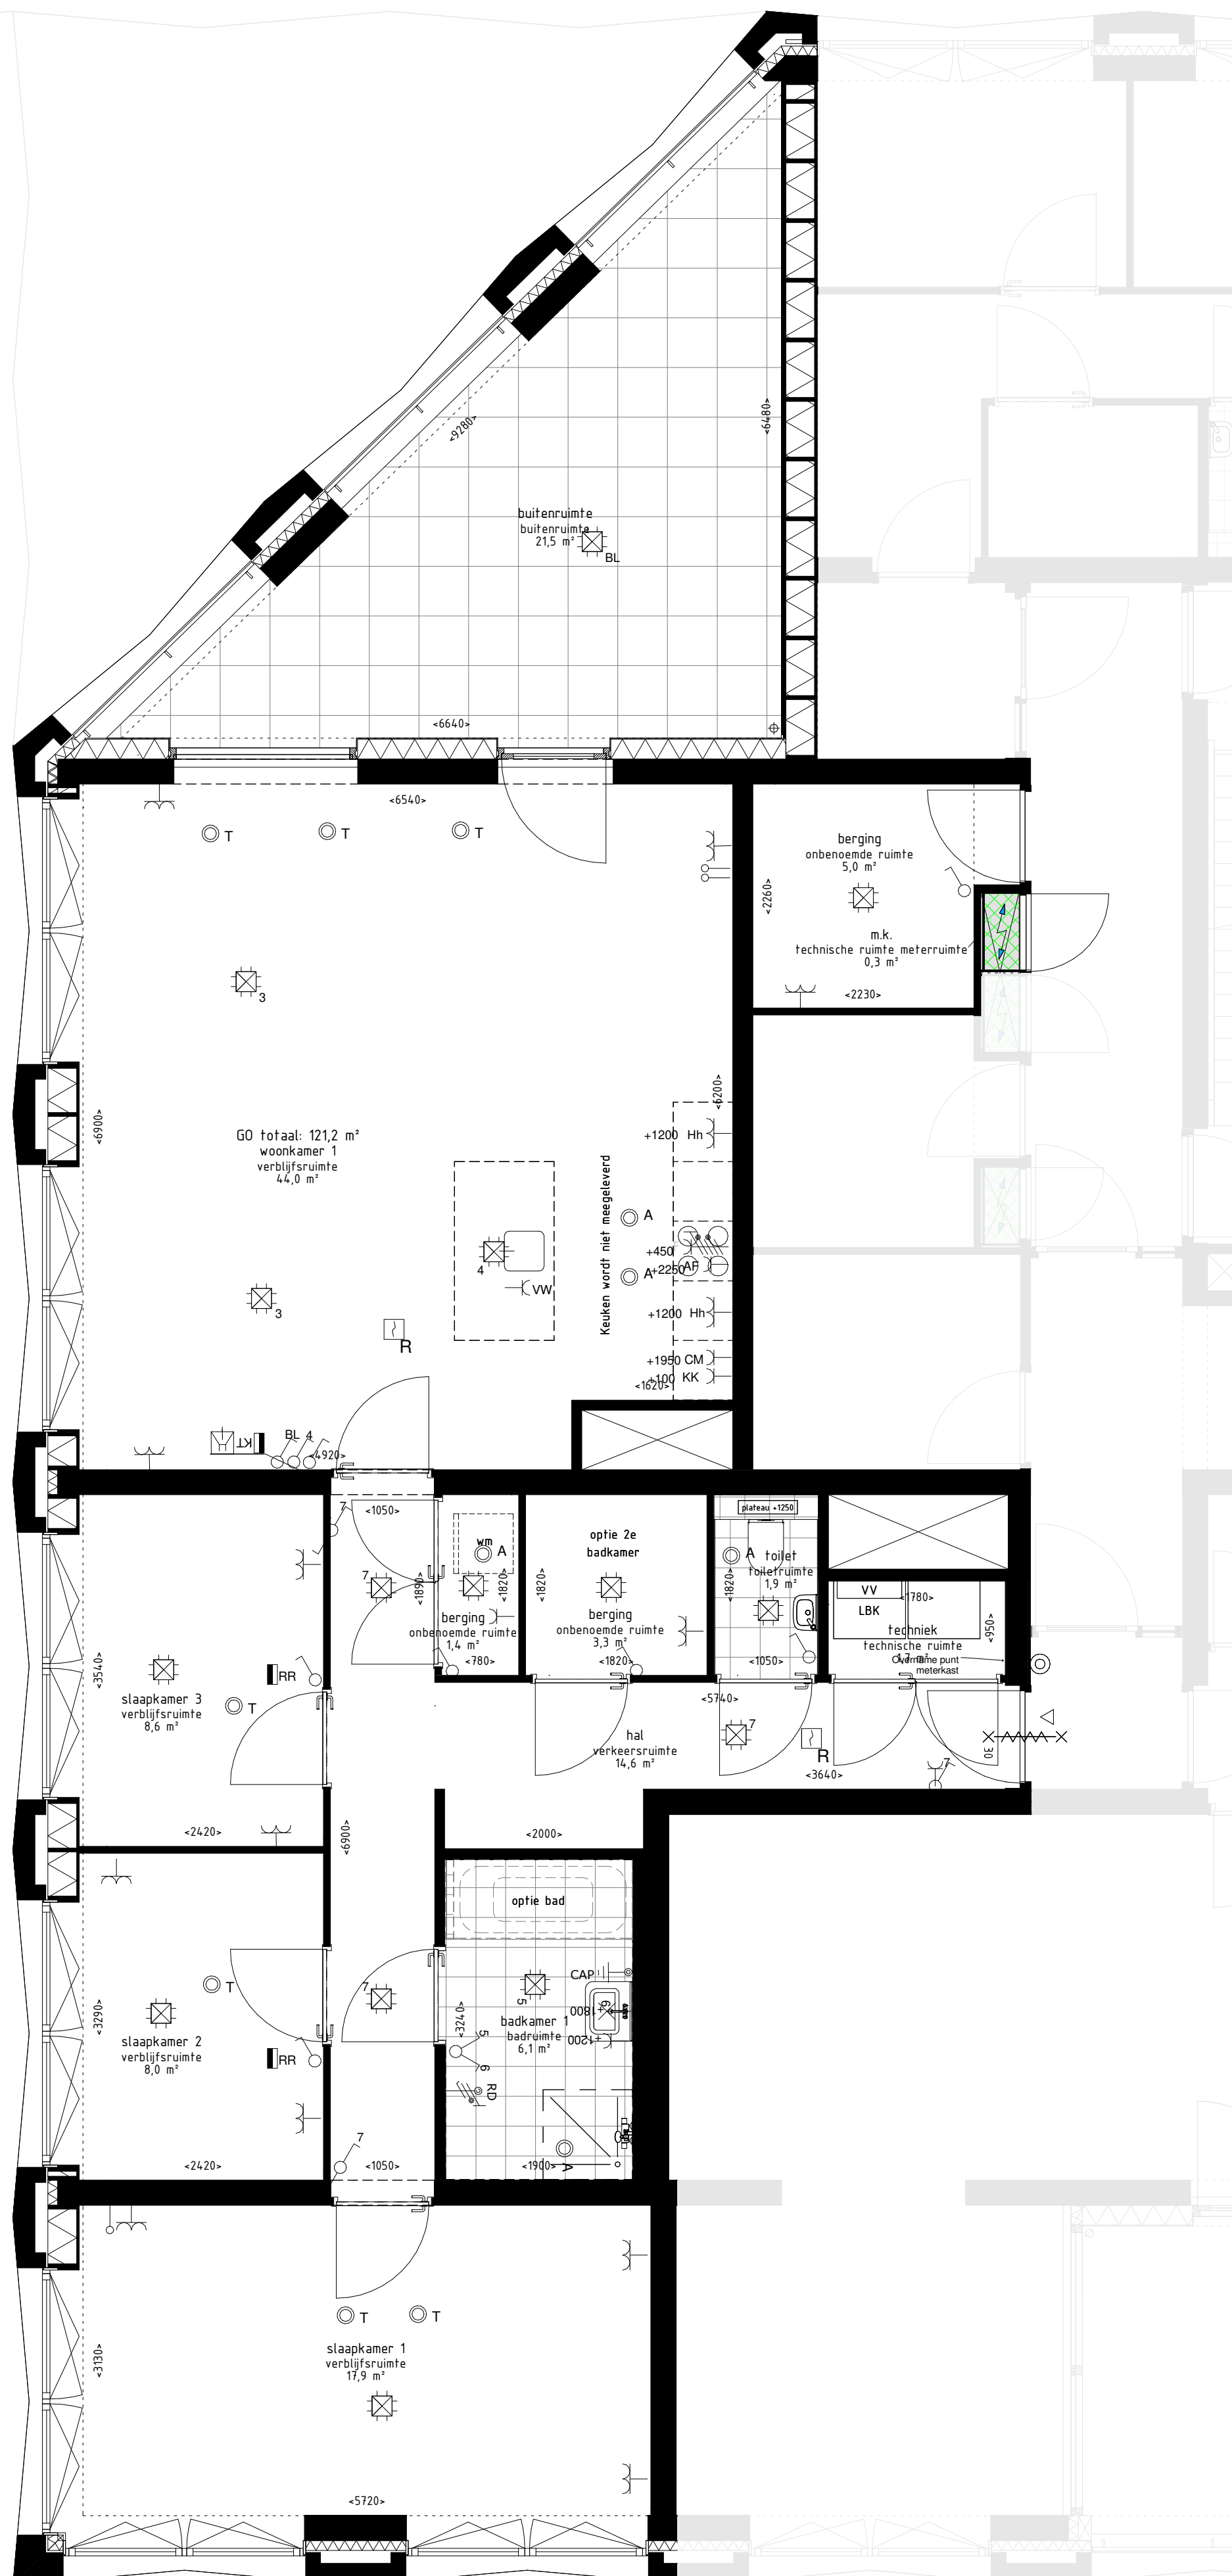 <9280>
<6480>
buitenruimte
buitenruimte
21,5 m²
BL
<6640>
<6540>
T
T
T
berging
onbenoemde ruimte
5,0 m²
<2260>
m.k.
technische ruimte meterruimte
0,3 m²
<2230>
3
<6900>
<6200>
GO totaal: 121,2 m²
woonkamer 1
verblijfsruimte
44,0 m²
+1200 Hh
Keuken wordt niet meegeleverd
A
+450
A
+2250
AF
4
VW
+1200 Hh
3
R
+1950 CM
+100 KK
<1620>
KT
BL 4
<4920>
7
<1050>
wm
A
optie 2e
badkamer
plateau +1250
A
toilet
toiletruimte
1,9 m²
7
<1890>
<1820>
<1820>
<1820>
VV
LBK
<1780>
<950>
berging
onbenoemde ruimte
1,4 m²
<780>
berging
onbenoemde ruimte
3,3 m²
<1820>
<1050>
techniek
technische ruimte
Overname punt
meterkast
<3540>
RR
slaapkamer 3
verblijfsruimte
8,6 m²
T
<5740>
hal
verkeersruimte
14,6 m²
7
R
<3640>
30
7
<2420>
<6900>
<2000>
optie bad
T
7
CAP
5
6
+1800
+1200
<3290>
slaapkamer 2
verblijfsruimte
8,0 m²
RR
<3240>
badkamer 1
badruimte
6,1 m²
5
6
RD
7
<2420>
<1050>
<1900>
A
T
T
<3130>
slaapkamer 1
verblijfsruimte
17,9 m²
<5720>